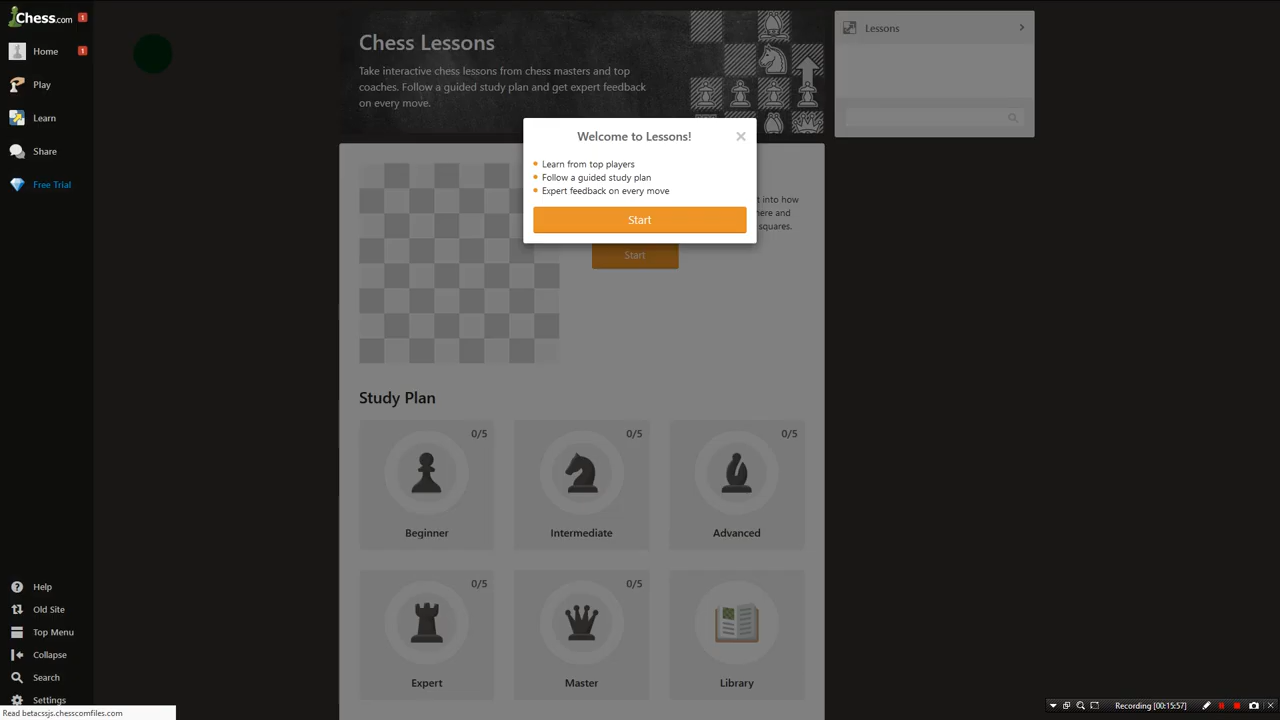 Chess.com 1
Home 1
Play
Learn
Share
Free Trial
Help
Old Site
Top Menu
Collapse
Search
Settings
Read betacssjs.chesscomfiles.com
Chess Lessons
Take interactive chess lessons from chess masters and top
coaches. Follow a guided study plan and get expert feedback
on every move.
Welcome to Lessons!
Learn from top players
Follow a guided study plan
Expert feedback on every move
Start
t into how
here and
squares.
Start
Study Plan
0/5
Beginner
0/5
Intermediate
0/5
Advanced
0/5
Expert
0/5
Master
Library
Lessons
Recording [00:15:57]